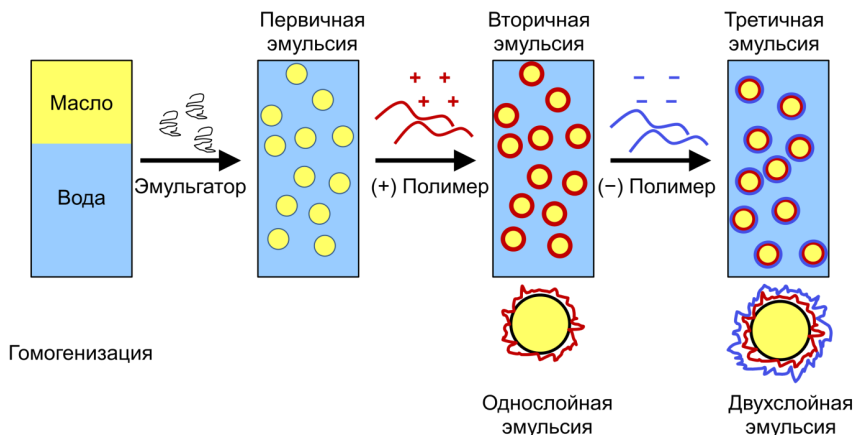 Первичная
эмульсия
Вторичная
эмульсия
Третичная
эмульсия
Масло
Вода
Эмульгатор
+ +
+ +
(+) Полимер
− −
− −
(−) Полимер
Гомогенизация
Однослойная
эмульсия
Двухслойная
эмульсия